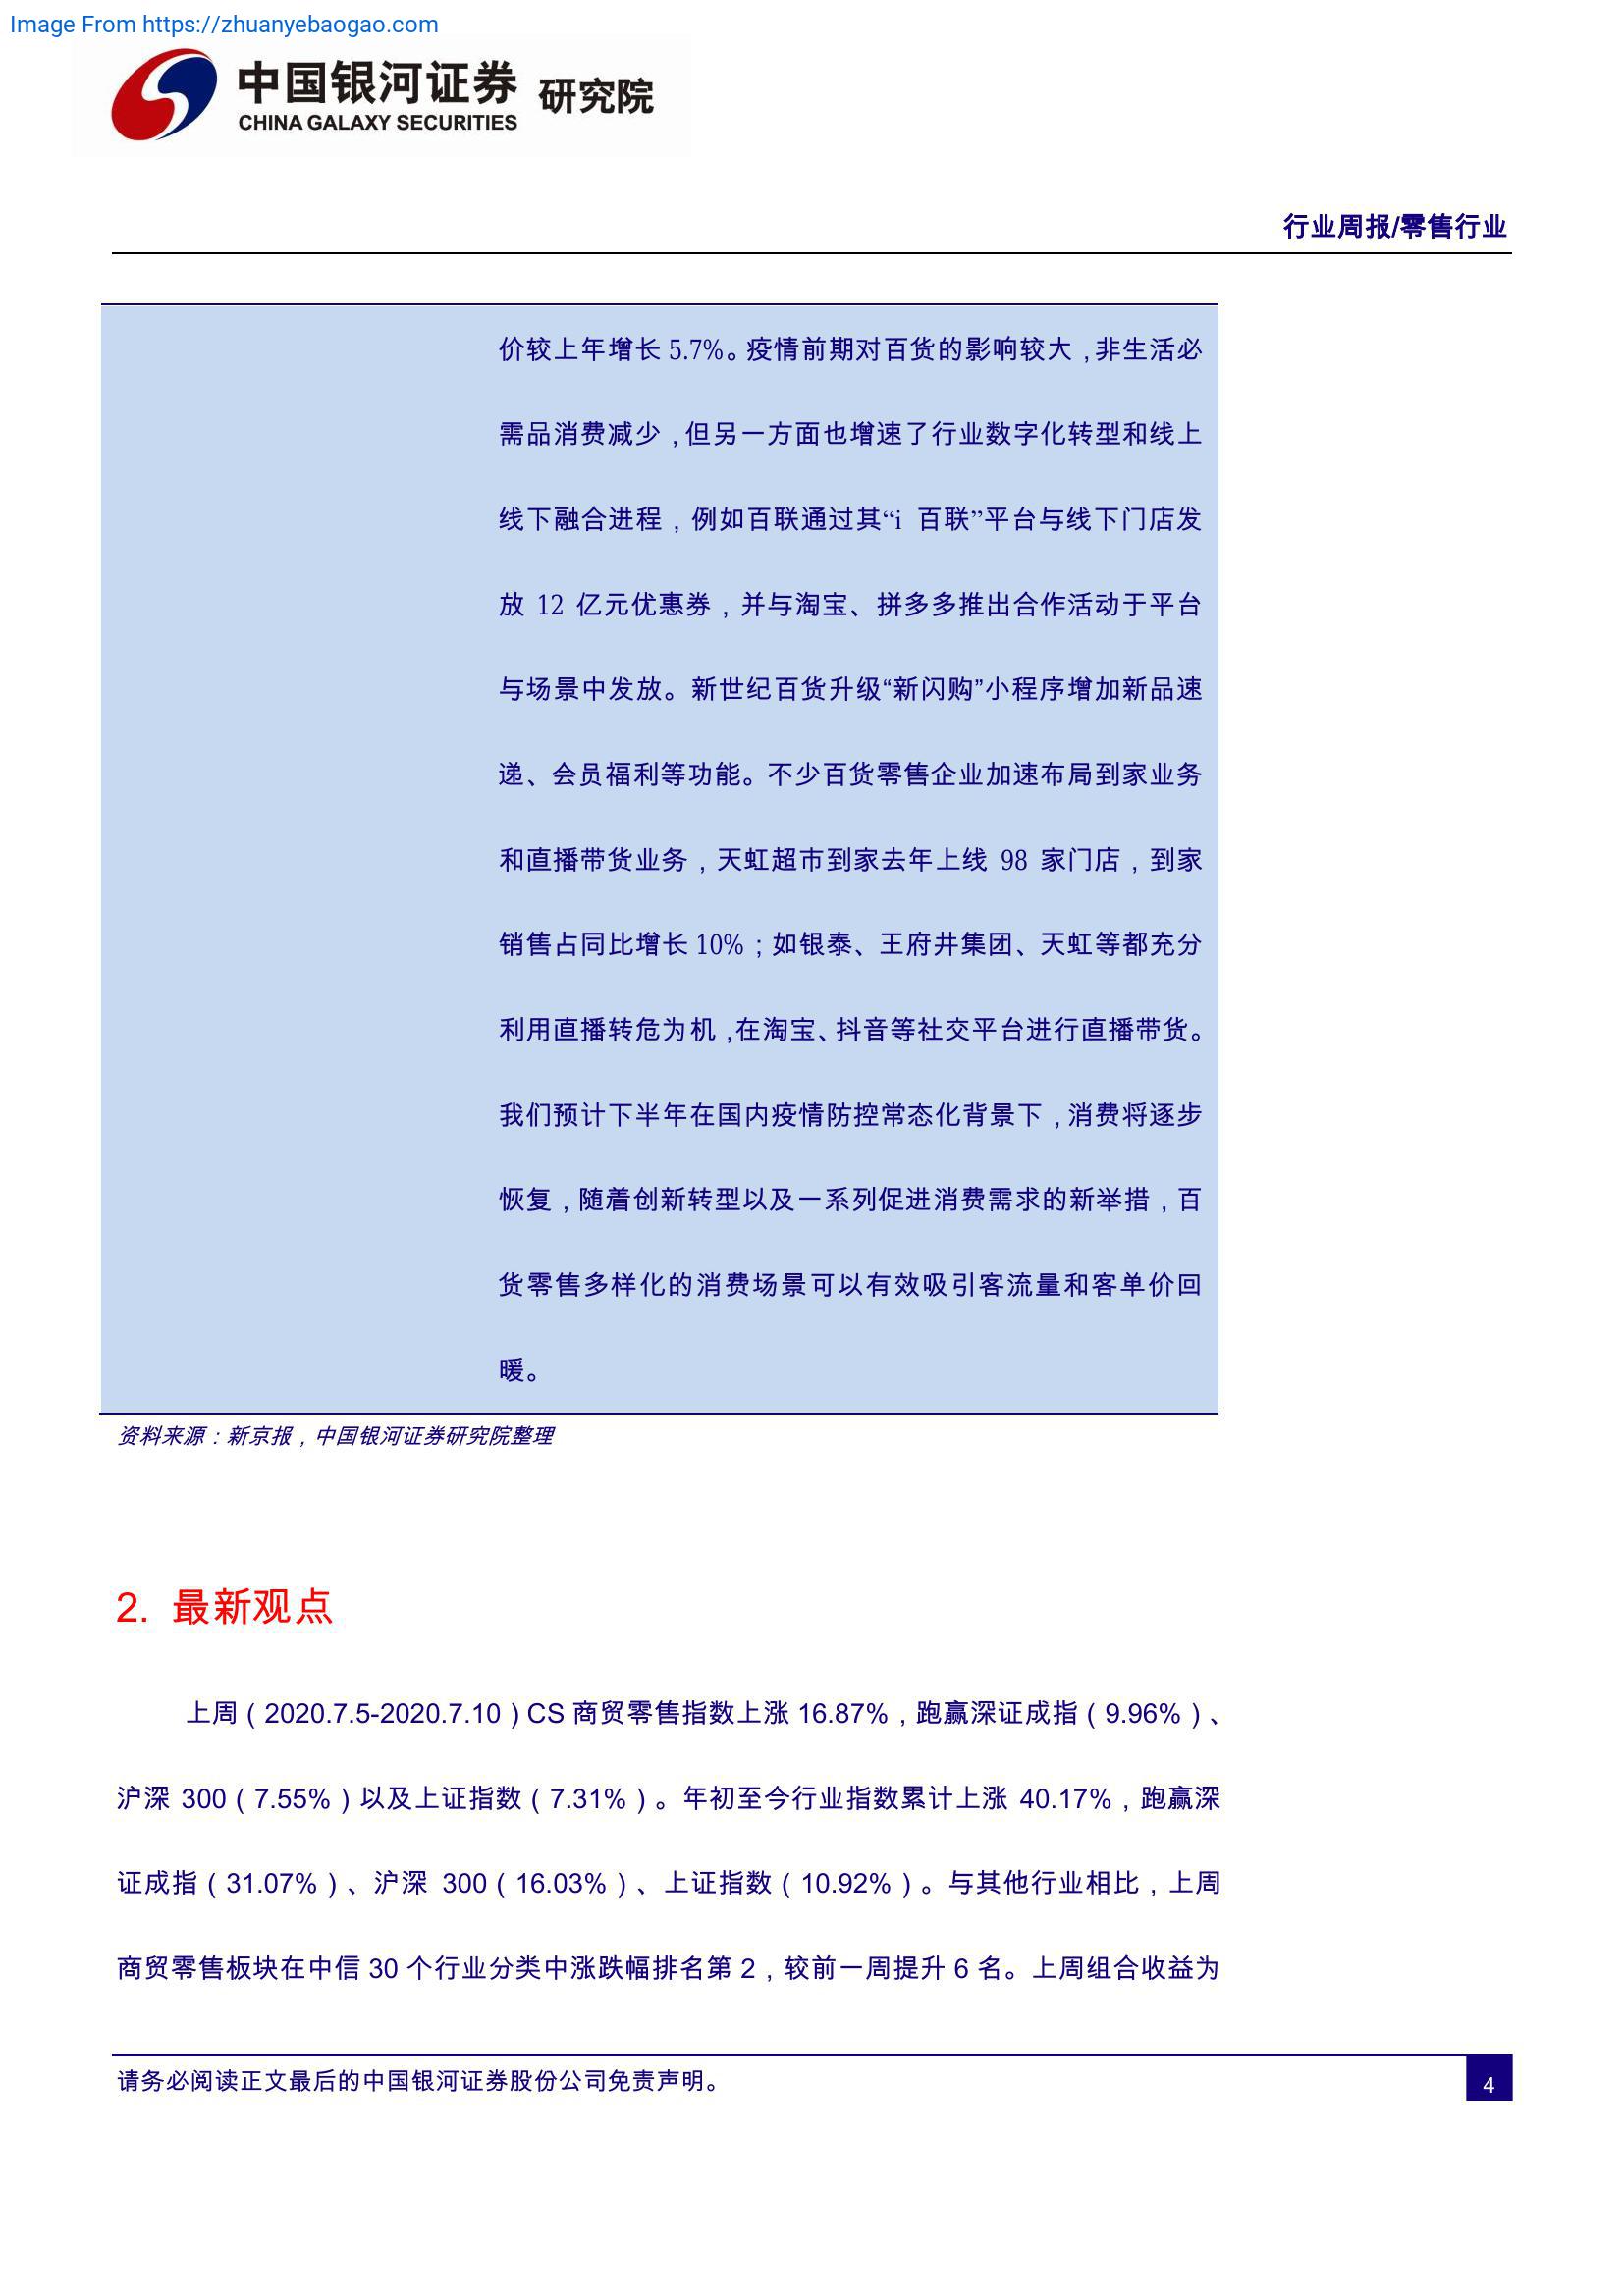 Image From https://zhuanyebaogao.com
中国银河证券 研究院
CHINA GALAXY SECURITIES
行业周报/零售行业
价较上年增长 5.7%。疫情前期对百货的影响较大，非生活必
需品消费减少，但另一方面也增速了行业数字化转型和线上
线下融合进程，例如百联通过其“i 百联”平台与线下门店发
放 12 亿元优惠券，并与淘宝、拼多多推出合作活动于平台
与场景中发放。新世纪百货升级“新闪购”小程序增加新品速
递、会员福利等功能。不少百货零售企业加速布局到家业务
和直播带货业务，天虹超市到家去年上线 98 家门店，到家
销售占同比增长 10%；如银泰、王府井集团、天虹等都充分
利用直播转危为机，在淘宝、抖音等社交平台进行直播带货。
我们预计下半年在国内疫情防控常态化背景下，消费将逐步
恢复，随着创新转型以及一系列促进消费需求的新举措，百
货零售多样化的消费场景可以有效吸引客流量和客单价回
暖。
资料来源：新京报，中国银河证券研究院整理
2. 最新观点
上周（2020.7.5-2020.7.10）CS 商贸零售指数上涨 16.87%，跑赢深证成指（9.96%）、
沪深 300（7.55%）以及上证指数（7.31%）。年初至今行业指数累计上涨 40.17%，跑赢深
证成指（31.07%）、沪深 300（16.03%）、上证指数（10.92%）。与其他行业相比，上周
商贸零售板块在中信 30 个行业分类中涨跌幅排名第 2，较前一周提升 6 名。上周组合收益为
请务必阅读正文最后的中国银河证券股份公司免责声明。
4